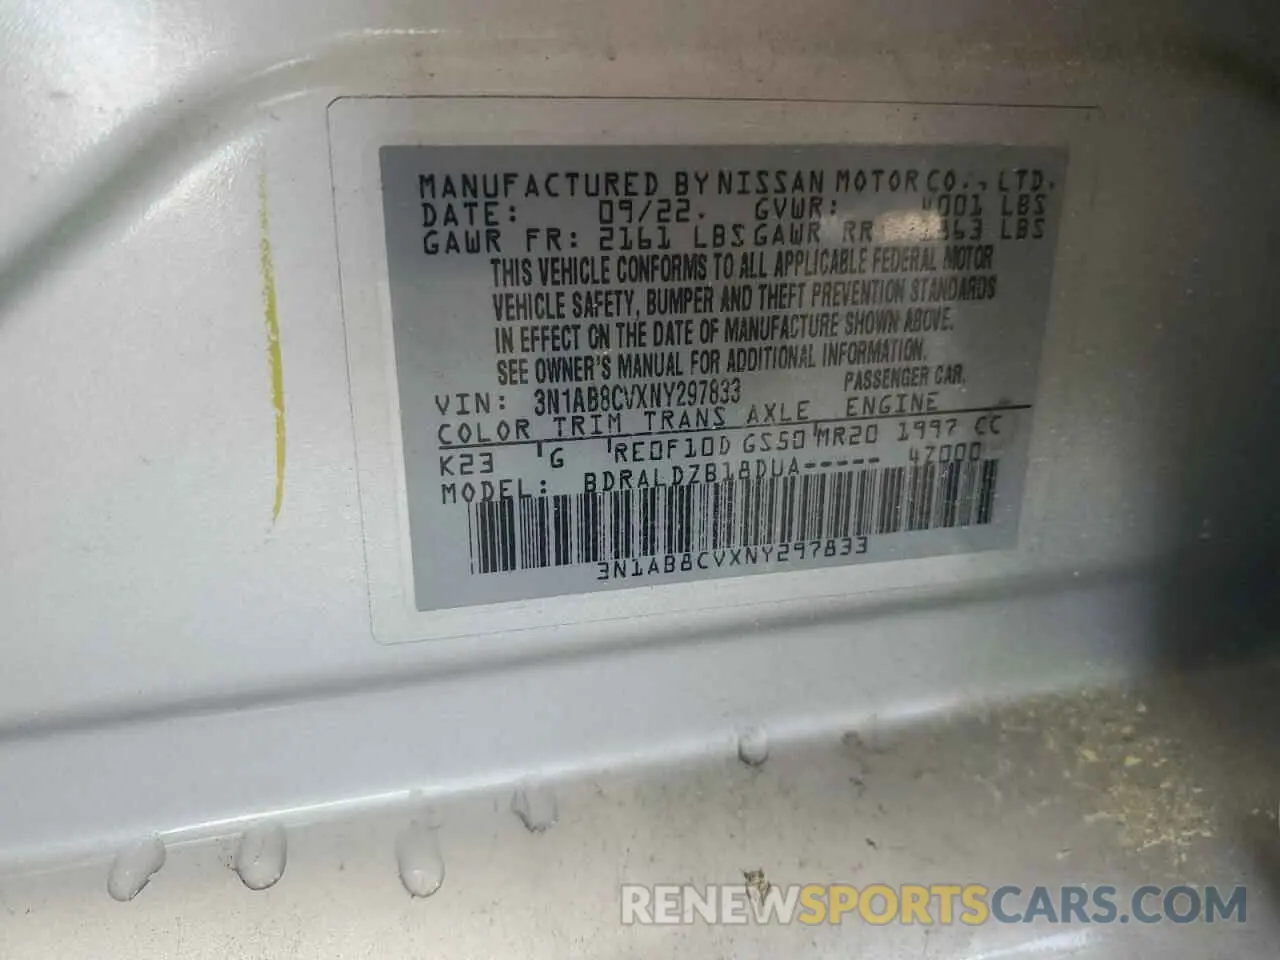 MANUFACTURED BY NISSAN MOTOR CO., LTD.
DATE: 09/22. GVWR: 4001 LBS
GAWR FR: 2161 LBS GAWR RR: LBS
THIS VEHICLE CONFORMS TO ALL APPLICABLE FEDERAL MOTOR
VEHICLE SAFETY, BUMPER AND THEFT PREVENTION STANDARDS
IN EFFECT ON THE DATE OF MANUFACTURE SHOWN ABOVE.
SEE OWNER'S MANUAL FOR ADDITIONAL INFORMATION.
VIN: 3N1AB8CVXNY297833 PASSENGER CAR.
COLOR TRIM TRANS AXLE ENGINE
K23 G RE0F10D GS50 MR20 1997 CC
MODEL: BDRALDZB18DUA----- 47000
3N1AB8CVXNY297833
RENEWSPORTSCARS.COM